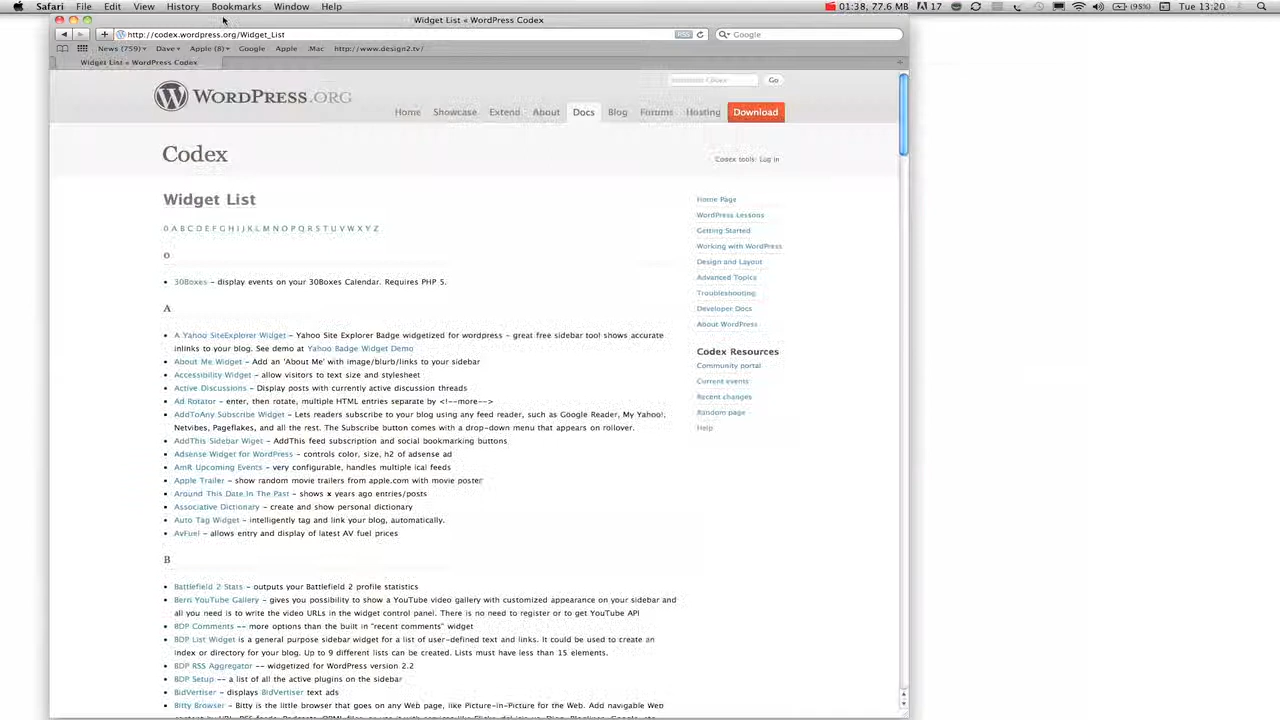 Safari File Edit View History Bookmarks Window Help 01:38, 77.6 MB 17 (95%) Tue 13:20
Widget List « WordPress Codex
http://codex.wordpress.org/Widget_List RSS Google
News (759) Dave Apple (8) Google Apple .Mac http://www.design2.tv/
Widget List « WordPress Codex
Codex Go
WORDPRESS.ORG
Home Showcase Extend About Docs Blog Forums Hosting Download
Codex
Codex tools: Log in
Widget List
0 A B C D E F G H I J K L M N O P Q R S T U V W X Y Z
0
• 30Boxes – display events on your 30Boxes Calendar. Requires PHP 5.
A
• A Yahoo SiteExplorer Widget – Yahoo Site Explorer Badge widgetized for wordpress – great free sidebar tool shows accurate
inlinks to your blog. See demo at Yahoo Badge Widget Demo
• About Me Widget – Add an 'About Me' with image/blurb/links to your sidebar
• Accessibility Widget – allow visitors to text size and stylesheet
• Active Discussions – Display posts with currently active discussion threads
• Ad Rotator – enter, then rotate, multiple HTML entries separate by <!--more-->
• AddToAny Subscribe Widget – Lets readers subscribe to your blog using any feed reader, such as Google Reader, My Yahoo!,
Netvibes, Pageflakes, and all the rest. The Subscribe button comes with a drop-down menu that appears on rollover.
• AddThis Sidebar Wiget – AddThis feed subscription and social bookmarking buttons
• Adsense Widget for WordPress – controls color, size, h2 of adsense ad
• AmR Upcoming Events – very configurable, handles multiple ical feeds
• Apple Trailer – show random movie trailers from apple.com with movie poster
• Around This Date In The Past – shows x years ago entries/posts
• Associative Dictionary – create and show personal dictionary
• Auto Tag Widget – intelligently tag and link your blog, automatically.
• AvFuel – allows entry and display of latest AV fuel prices
B
• Battlefield 2 Stats – outputs your Battlefield 2 profile statistics
• Berri YouTube Gallery – gives you possibility to show a YouTube video gallery with customized appearance on your sidebar and
all you need is to write the video URLs in the widget control panel. There is no need to register or to get YouTube API
• BDP Comments -- more options than the built in "recent comments" widget
• BDP List Widget is a general purpose sidebar widget for a list of user-defined text and links. It could be used to create an
index or directory for your blog. Up to 9 different lists can be created. Lists must have less than 15 elements.
• BDP RSS Aggregator -- widgetized for WordPress version 2.2
• BDP Setup -- a list of all the active plugins on the sidebar
• BidVertiser – displays BidVertiser text ads
• Bitty Browser – Bitty is the little browser that goes on any Web page, like Picture-in-Picture for the Web. Add navigable Web
Home Page
WordPress Lessons
Getting Started
Working with WordPress
Design and Layout
Advanced Topics
Troubleshooting
Developer Docs
About WordPress
Codex Resources
Community portal
Current events
Recent changes
Random page
Help